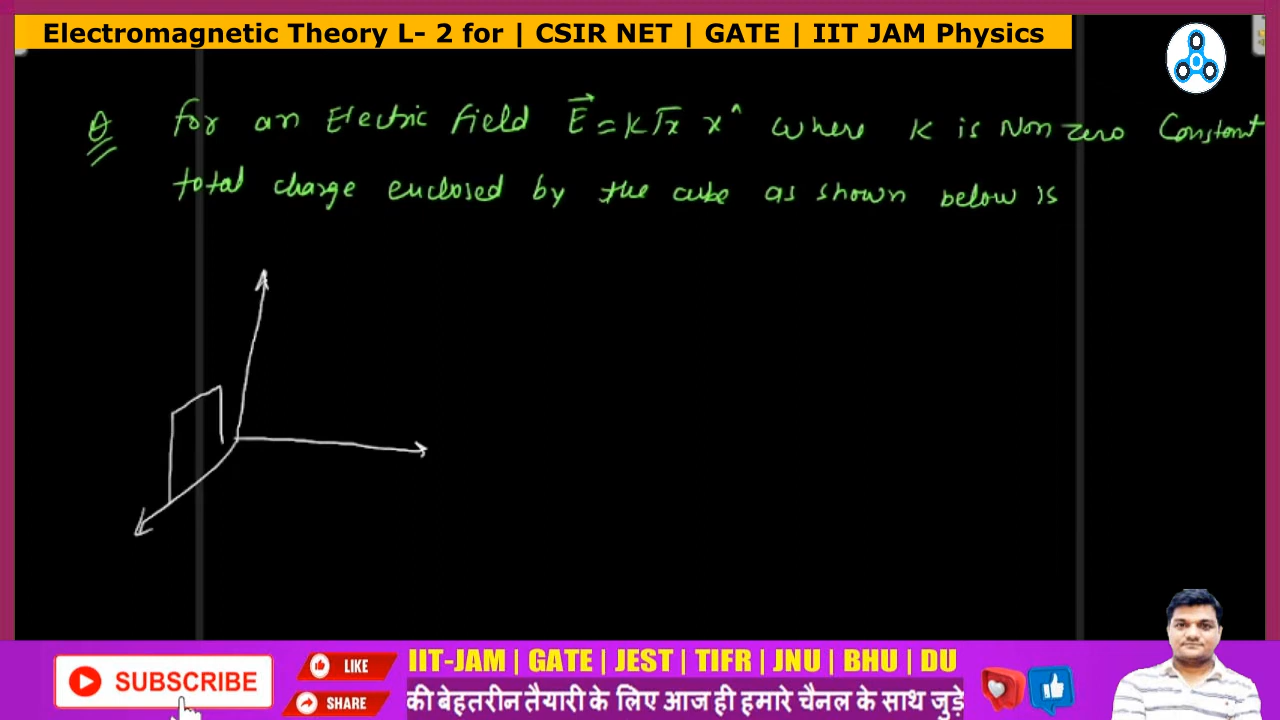 Electromagnetic Theory L- 2 for | CSIR NET | GATE | IIT JAM Physics
Q for an Electric field E⃗ = k√x x^ where k is Non zero Constant
total charge enclosed by the cube as shown below is
SUBSCRIBE
LIKE
SHARE
IIT-JAM | GATE | JEST | TIFR | JNU | BHU | DU
की बेहतरीन तैयारी के लिए आज ही हमारे चैनल के साथ जुड़े